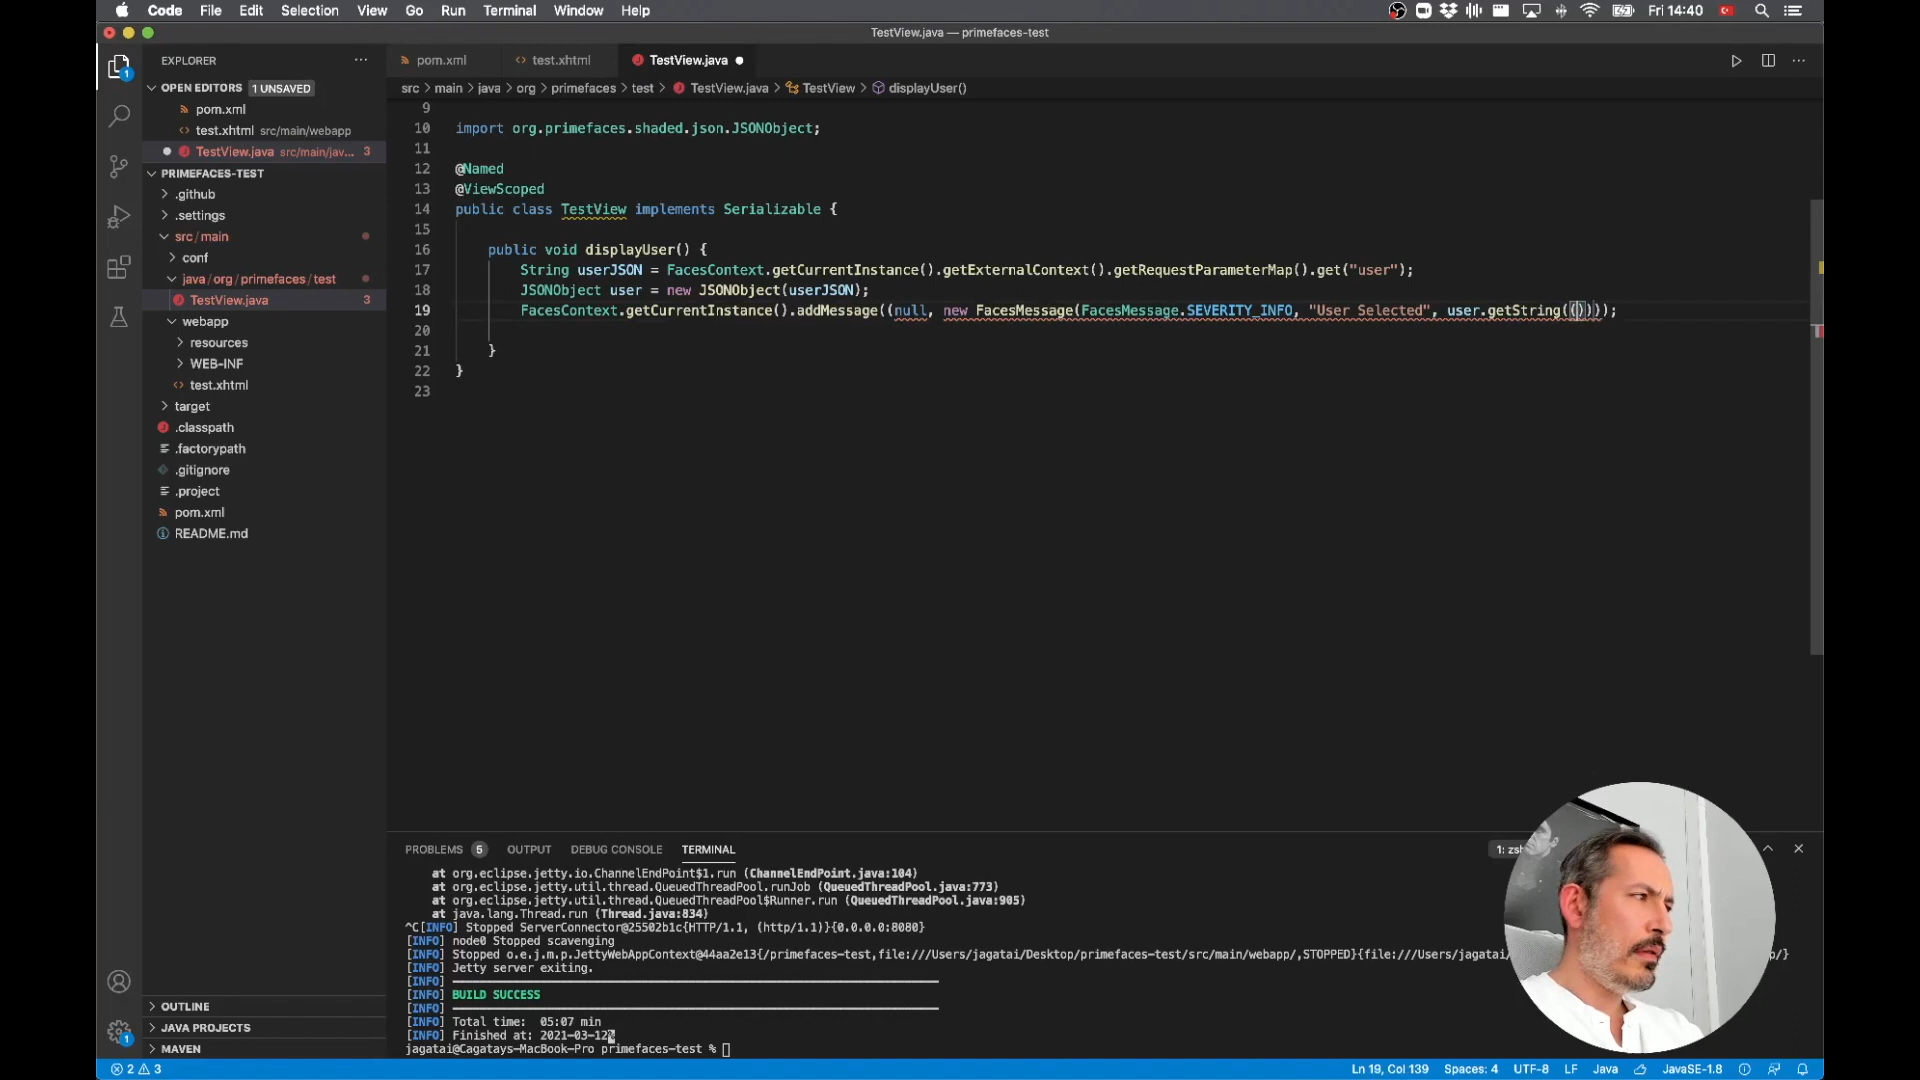 Code File Edit Selection View Go Run Terminal Window Help Fri 14:40
TestView.java — primefaces-test
EXPLORER
pom.xml test.xhtml TestView.java
OPEN EDITORS 1 UNSAVED
pom.xml
test.xhtml src/main/webapp
TestView.java src/main/jav... 3
PRIMEFACES-TEST
.github
.settings
src/main
conf
java/org/primefaces/test
TestView.java 3
webapp
resources
WEB-INF
test.xhtml
target
.classpath
.factorypath
.gitignore
.project
pom.xml
README.md
OUTLINE
JAVA PROJECTS
MAVEN
src > main > java > org > primefaces > test > TestView.java > TestView > displayUser()
9
10 import org.primefaces.shaded.json.JSONObject;
11
12 @Named
13 @ViewScoped
14 public class TestView implements Serializable {
15
16 public void displayUser() {
17 String userJSON = FacesContext.getCurrentInstance().getExternalContext().getRequestParameterMap().get("user");
18 JSONObject user = new JSONObject(userJSON);
19 FacesContext.getCurrentInstance().addMessage((null, new FacesMessage(FacesMessage.SEVERITY_INFO, "User Selected", user.getString(())));
20
21 }
22 }
23
PROBLEMS 5 OUTPUT DEBUG CONSOLE TERMINAL 1: zsh
at org.eclipse.jetty.io.ChannelEndPoint$1.run (ChannelEndPoint.java:104)
at org.eclipse.jetty.util.thread.QueuedThreadPool.runJob (QueuedThreadPool.java:773)
at org.eclipse.jetty.util.thread.QueuedThreadPool$Runner.run (QueuedThreadPool.java:905)
at java.lang.Thread.run (Thread.java:834)
^C[INFO] Stopped ServerConnector@25502b1c{HTTP/1.1, (http/1.1)}{0.0.0.0:8080}
[INFO] node0 Stopped scavenging
[INFO] Stopped o.e.j.m.p.JettyWebAppContext@44aa2e13{/primefaces-test,file:///Users/jagatai/Desktop/primefaces-test/src/main/webapp/,STOPPED}{file:///Users/jagatai/
[INFO] Jetty server exiting.
[INFO]
[INFO] BUILD SUCCESS
[INFO]
[INFO] Total time: 05:07 min
[INFO] Finished at: 2021-03-12
jagatai@Cagatays-MacBook-Pro primefaces-test %
2 3 Ln 19, Col 139 Spaces: 4 UTF-8 LF Java JavaSE-1.8